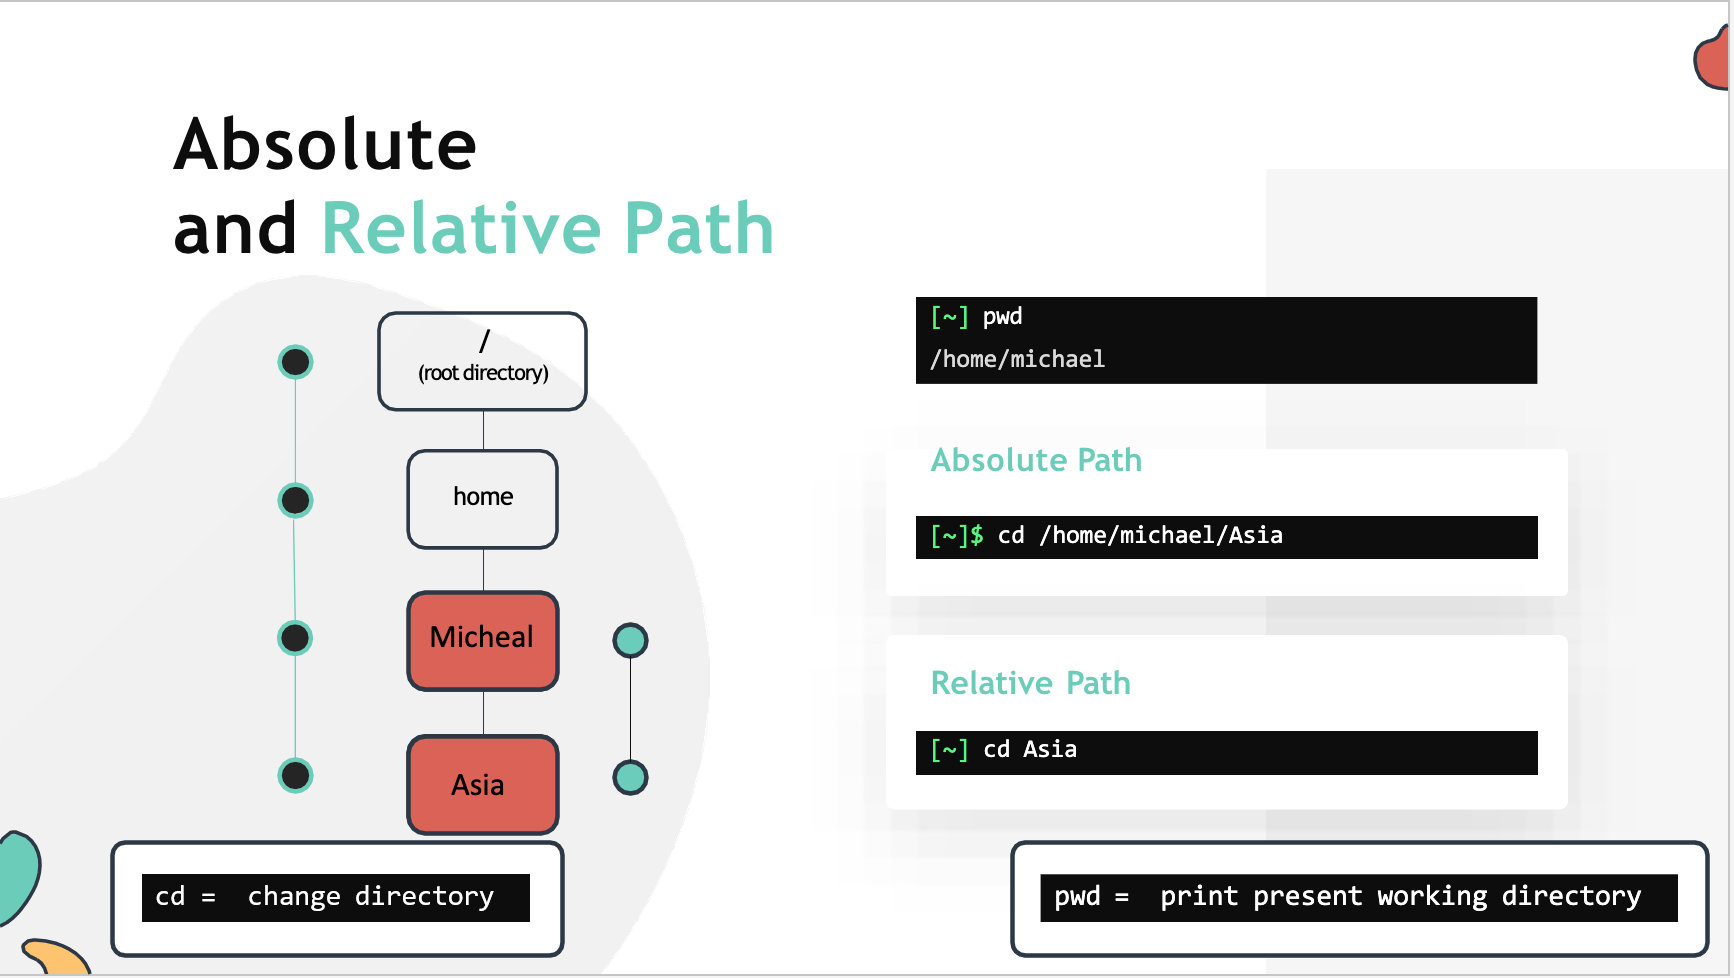 Absolute
and Relative Path
/
(root directory)
home
Micheal
Asia
cd =  change directory
[~] pwd
/home/michael
Absolute Path
[~]$ cd /home/michael/Asia
Relative Path
[~] cd Asia
pwd =  print present working directory